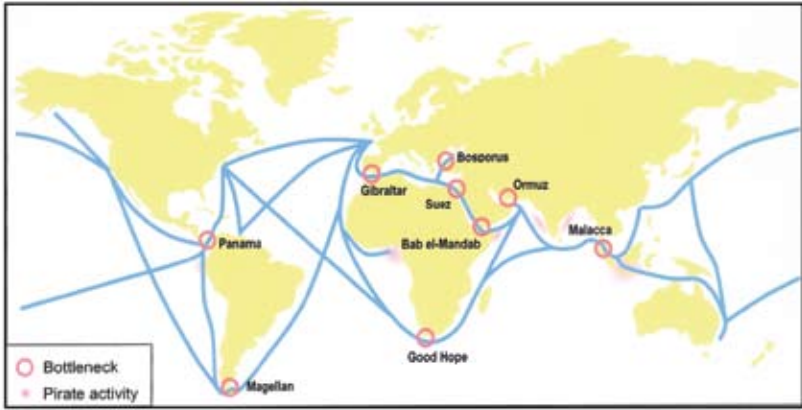 Bosporus
Gibraltar
Ormuz
Suez
Panama
Bab el-Mandab
Malacca
Good Hope
Magellan
Bottleneck
Pirate activity